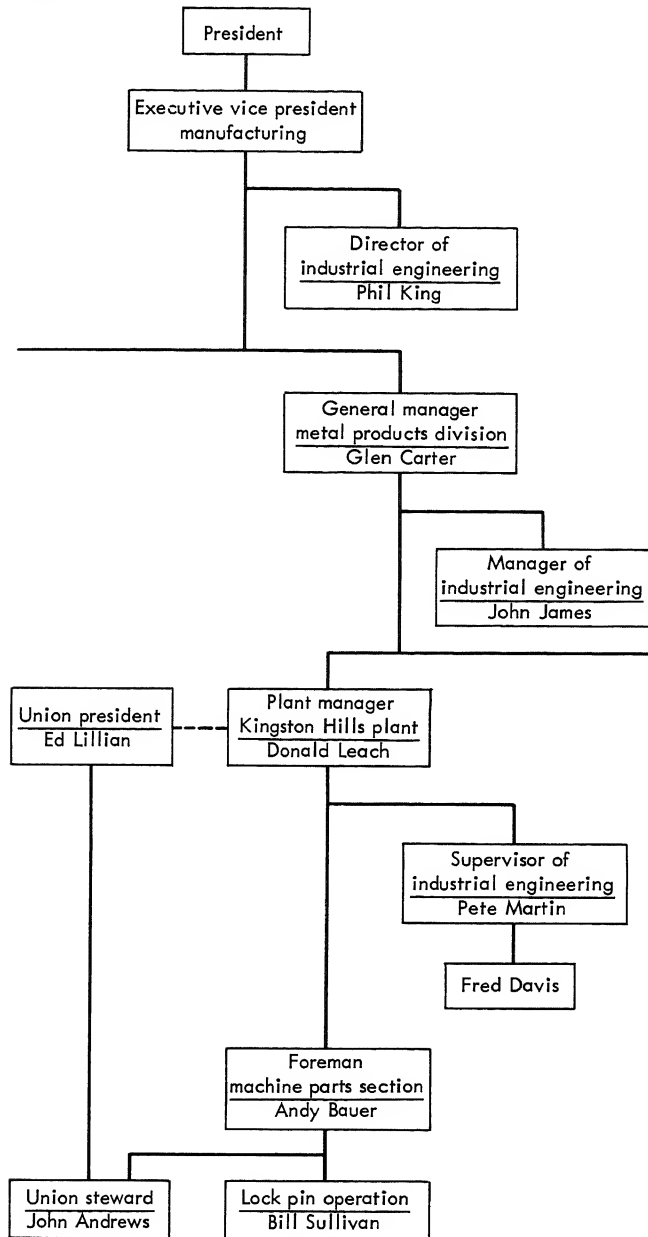 President
Executive vice president
manufacturing
Director of
industrial engineering
Phil King
General manager
metal products division
Glen Carter
Manager of
industrial engineering
John James
Union president
Ed Lillian
Plant manager
Kingston Hills plant
Donald Leach
Supervisor of
industrial engineering
Pete Martin
Fred Davis
Foreman
machine parts section
Andy Bauer
Union steward
John Andrews
Lock pin operation
Bill Sullivan